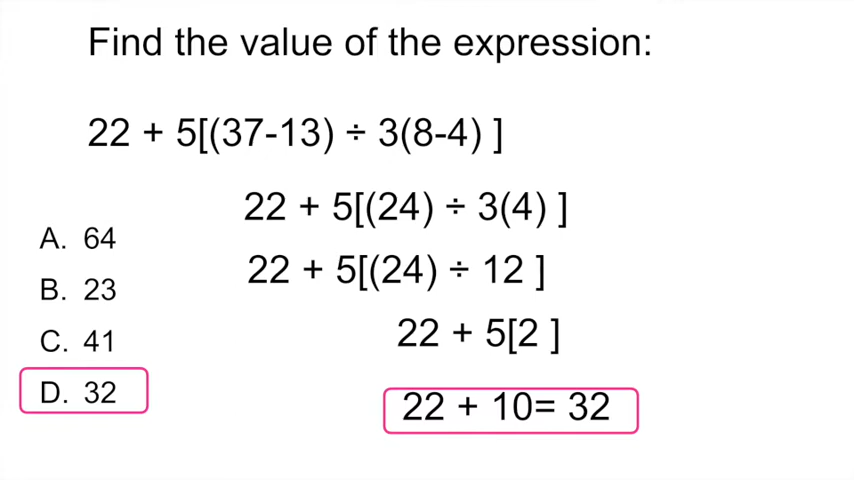 Find the value of the expression:
22 + 5[(37-13) ÷ 3(8-4) ]
22 + 5[(24) ÷ 3(4) ]
A. 64
22 + 5[(24) ÷ 12 ]
B. 23
22 + 5[2 ]
C. 41
D. 32
22 + 10= 32